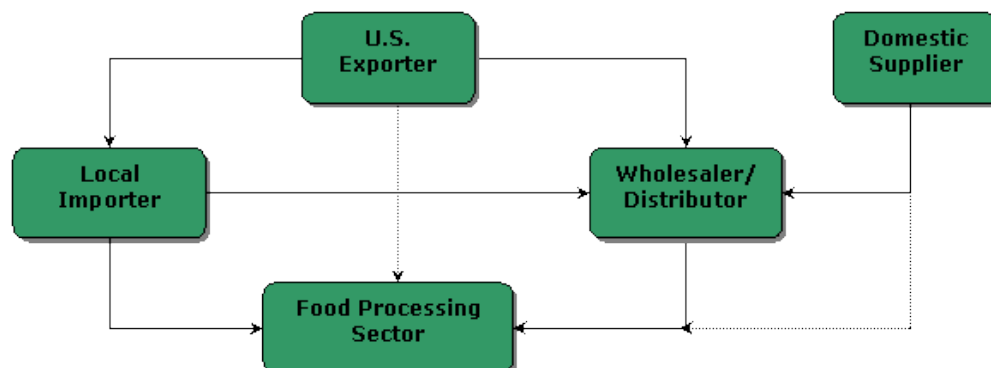 U.S.
Exporter
Domestic
Supplier
Local
Importer
Wholesaler/
Distributor
Food Processing
Sector